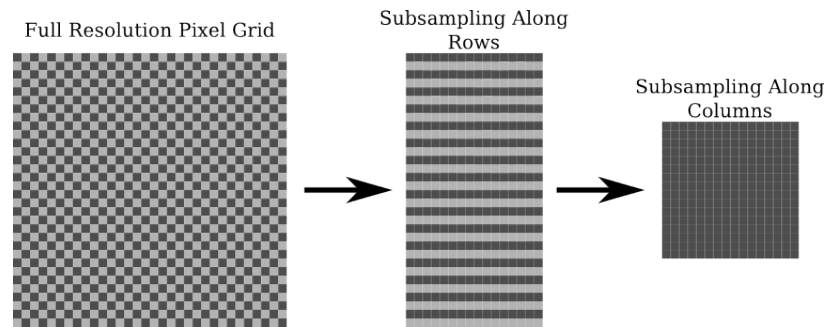 Full Resolution Pixel Grid
Subsampling Along
Rows
Subsampling Along
Columns